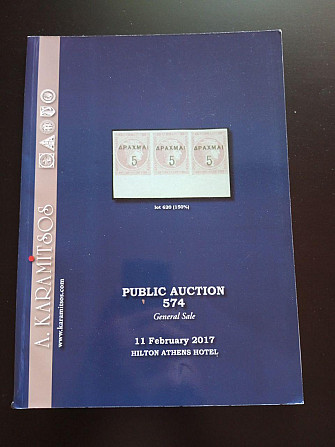 ΔΡΑΧΜΑΙ ΔΡΑΧΜΑΙ ΔΡΑΧΜΑΙ
5 5 5
lot 620 (150%)
PUBLIC AUCTION
574
General Sale
11 February 2017
HILTON ATHENS HOTEL
A. KARAMITSOS
www.karamitsos.com